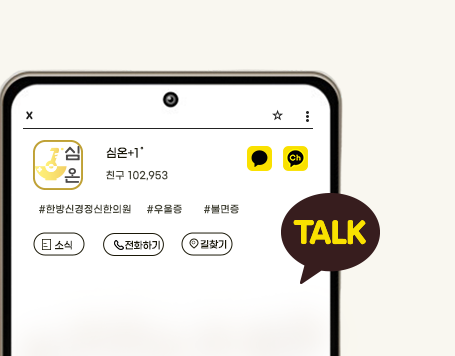 X
심온
심온+1*
친구 102,953
Ch
#한방신경정신한의원 #우울증 #불면증
소식 전화하기 길찾기
TALK